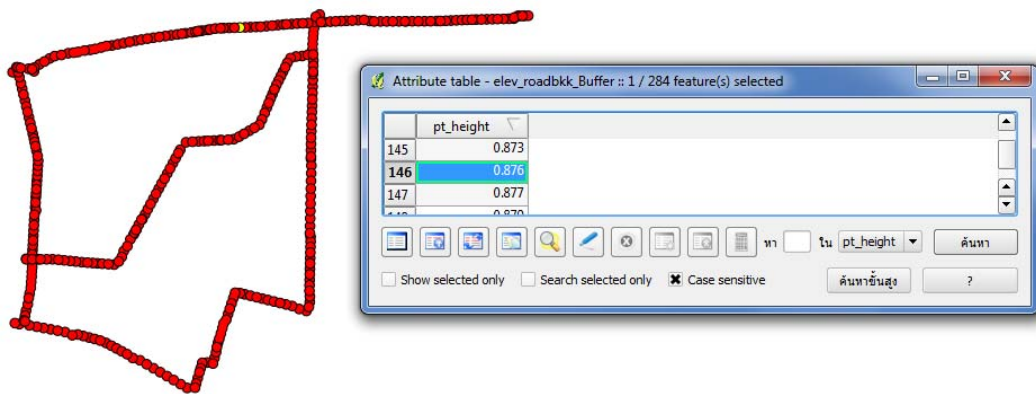 Attribute table - elev_roadbkk_Buffer :: 1 / 284 feature(s) selected
pt_height
145 0.873
146 0.876
147 0.877
หา ใน pt_height ค้นหา
Show selected only Search selected only Case sensitive ค้นหาขั้นสูง ?